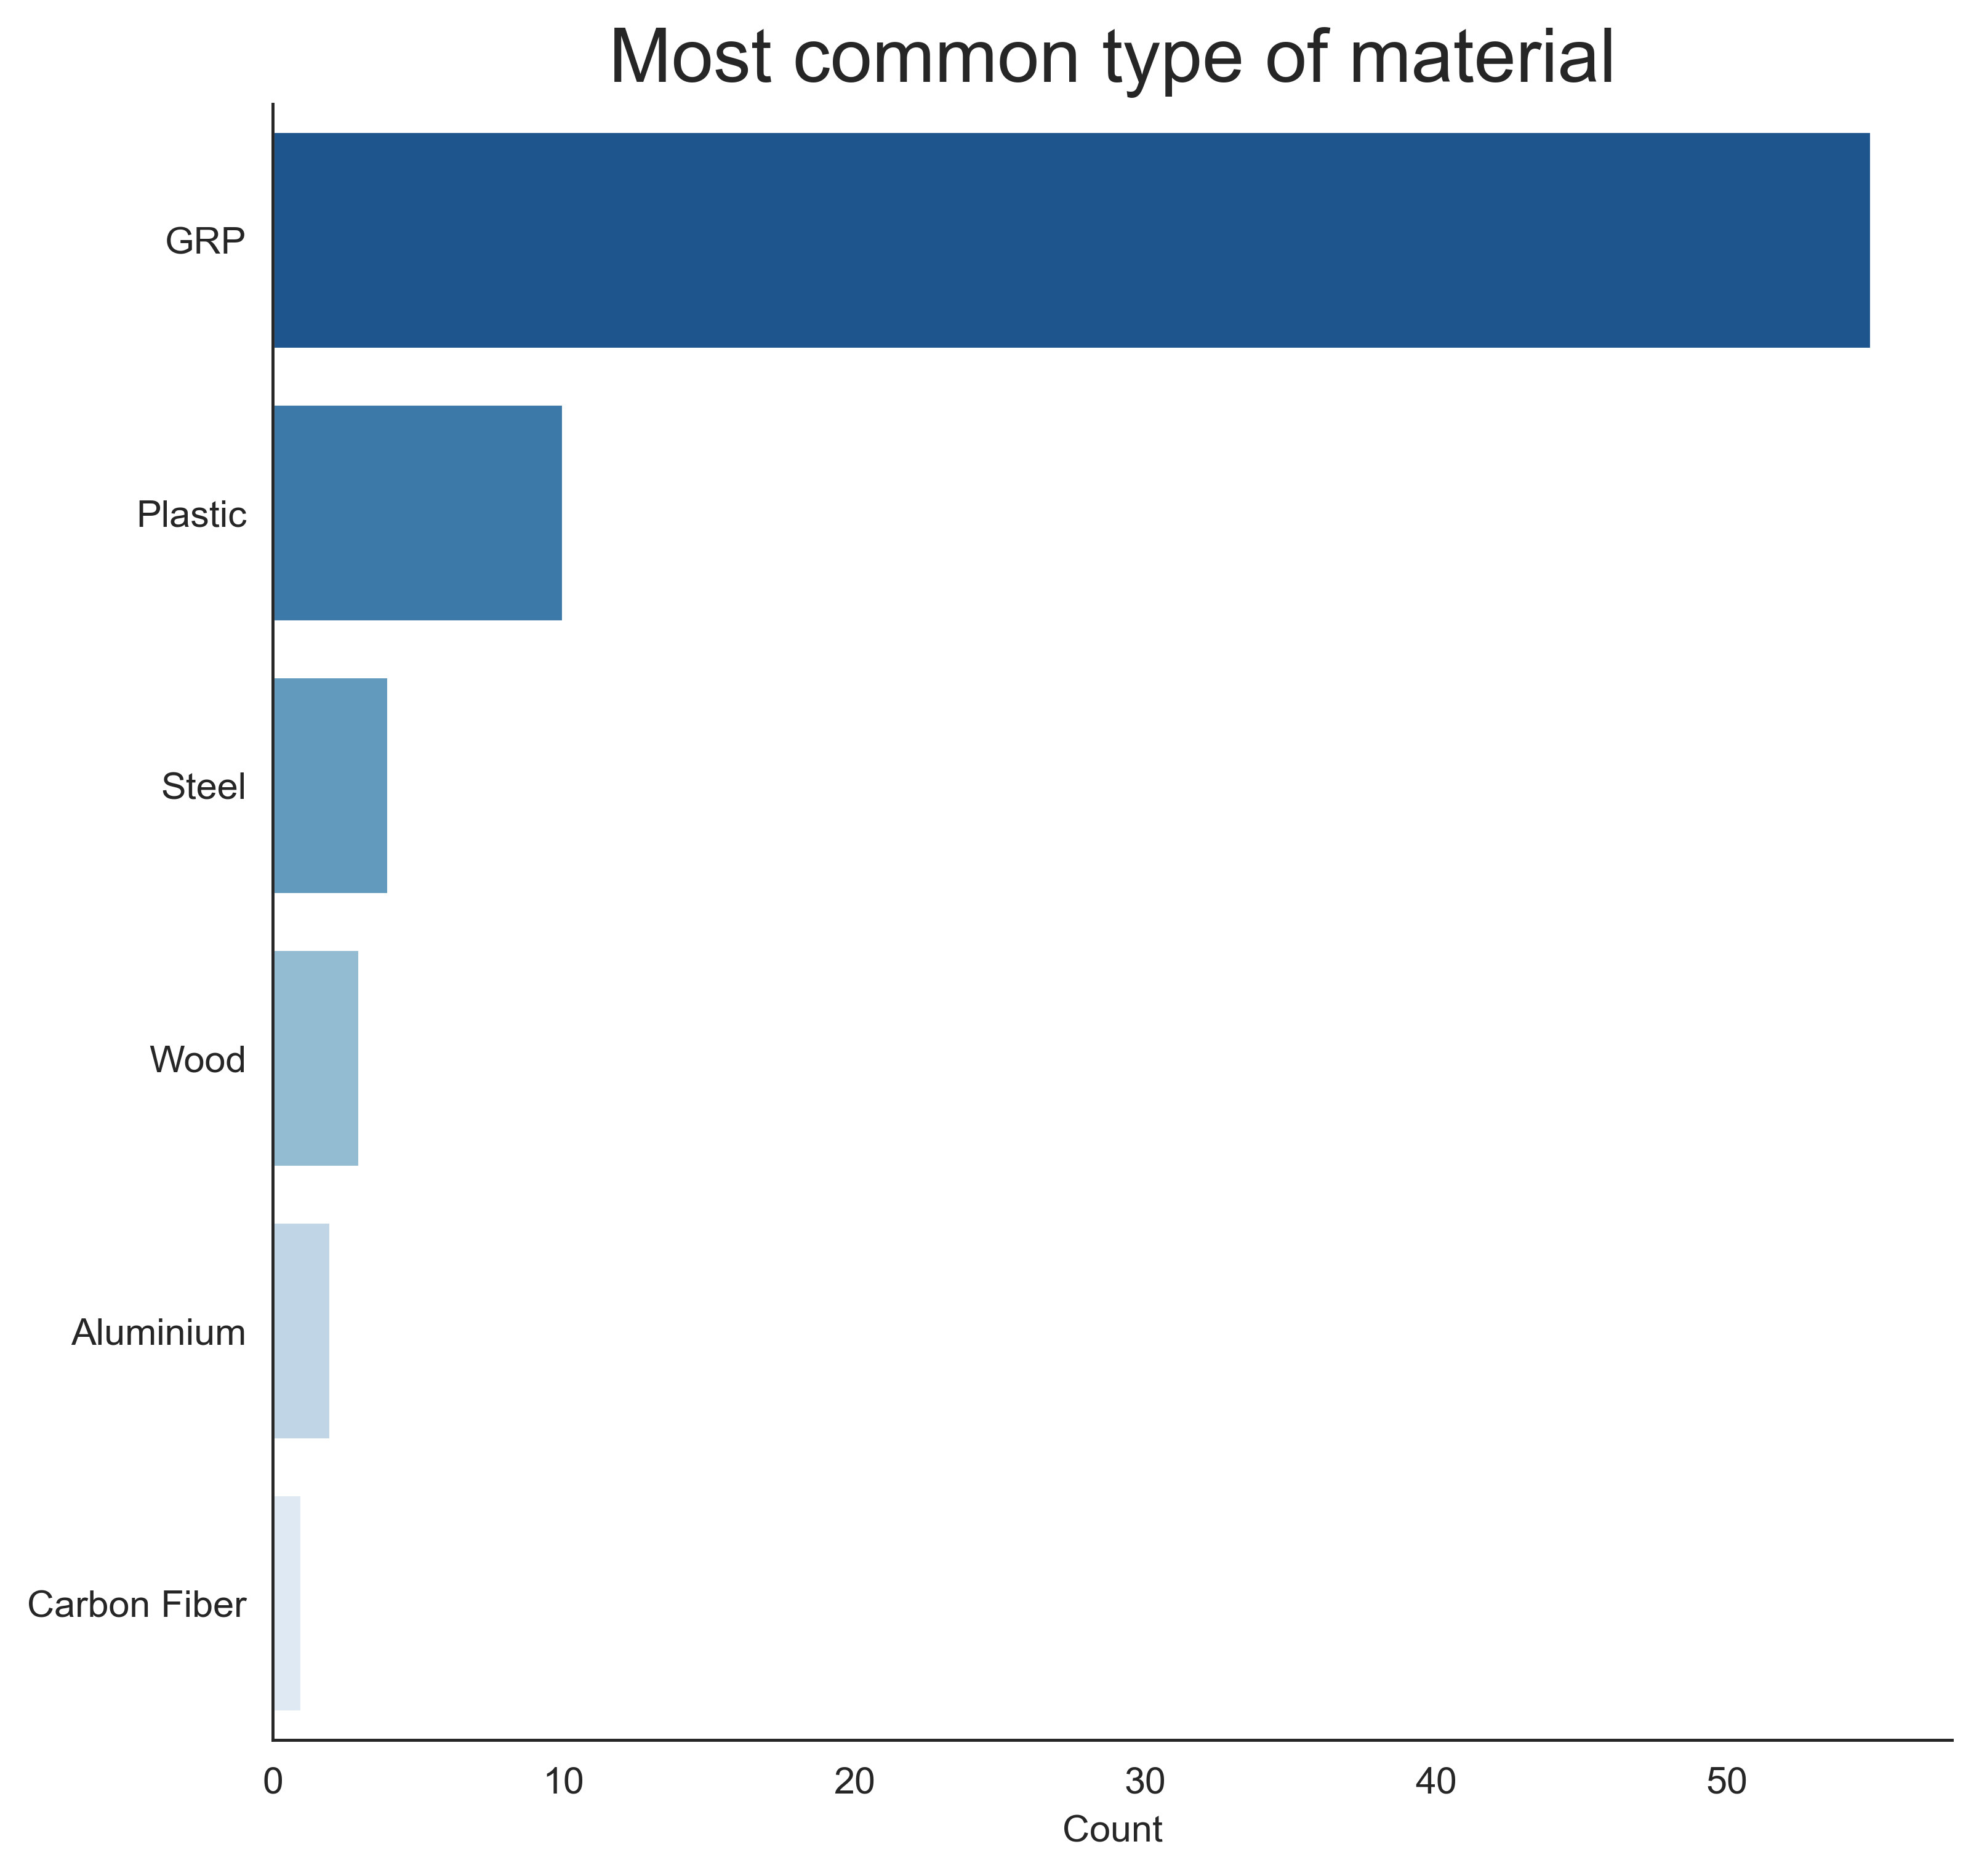 Most common type of material
GRP
Plastic
Steel
Wood
Aluminium
Carbon Fiber
0 10 20 30 40 50
Count